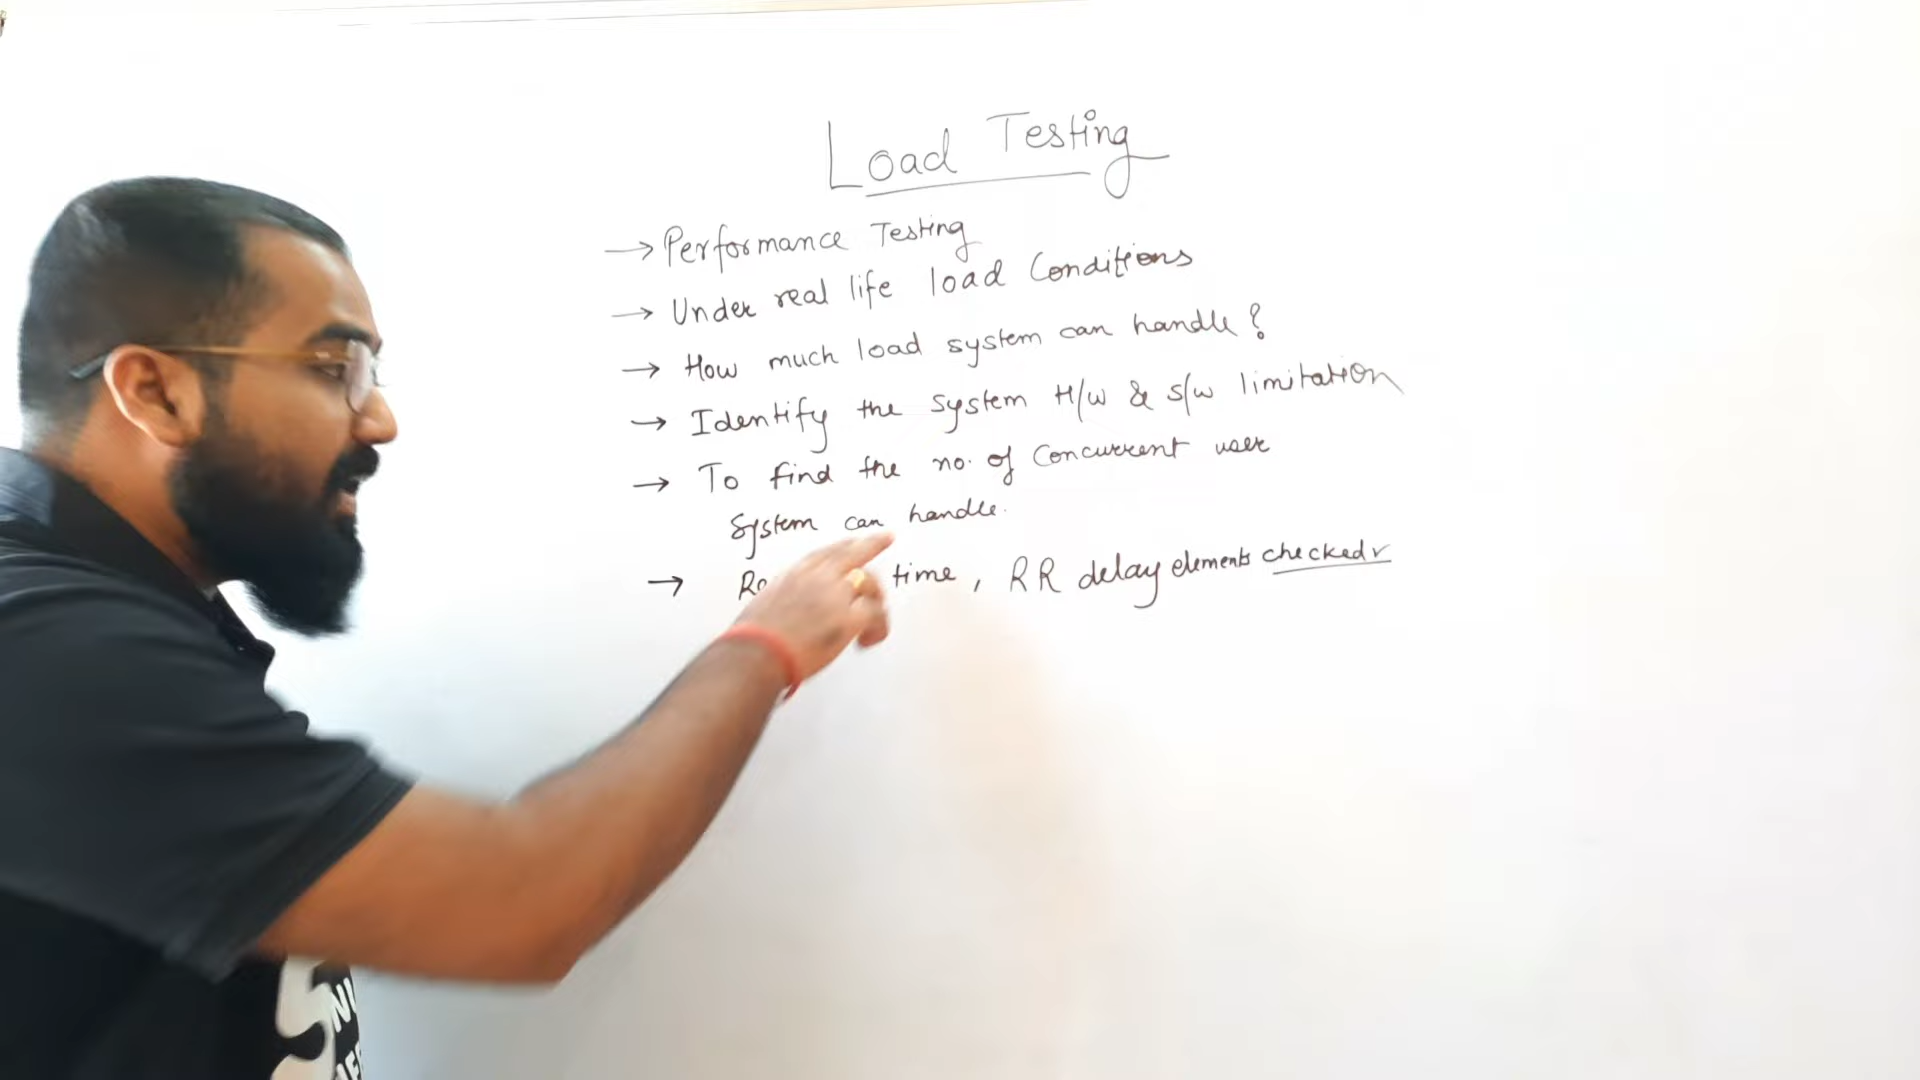 Load Testing
→ Performance Testing
→ Under real life load Conditions
→ How much load system can handle?
→ Identify the System H/w & S/w limitation
→ To find the no. of Concurrent user
System can handle.
→ time, RR delay elements checked